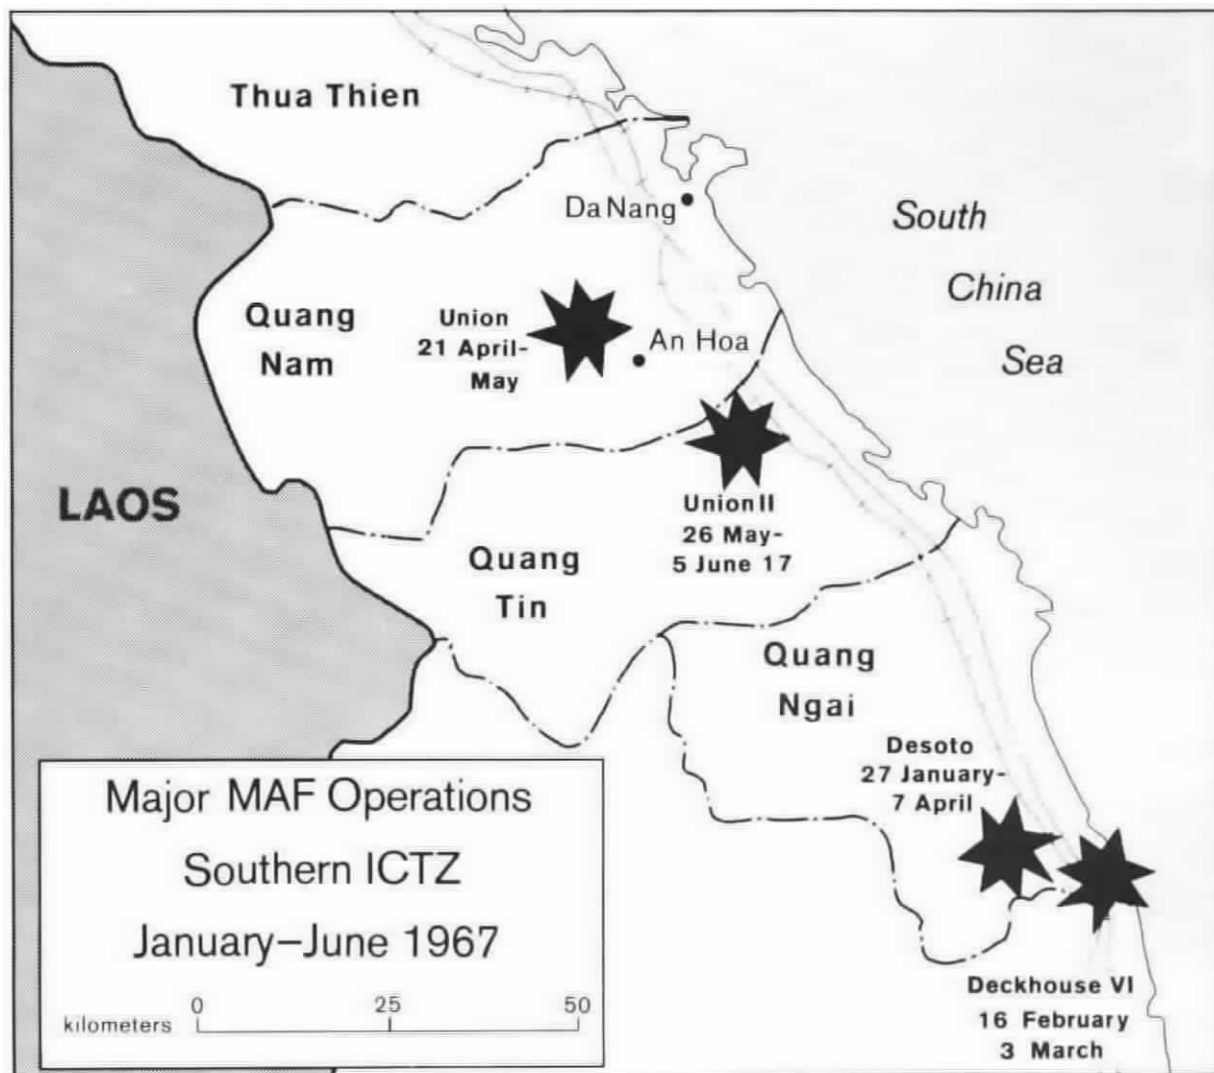 Thua Thien
Da Nang
South
China
Sea
Quang
Nam
Union
21 April-
May
An Hoa
LAOS
Union II
26 May-
5 June 17
Quang
Tin
Quang
Ngai
Desoto
27 January-
7 April
Deckhouse VI
16 February
3 March
Major MAF Operations
Southern ICTZ
January–June 1967
0 25 50
kilometers